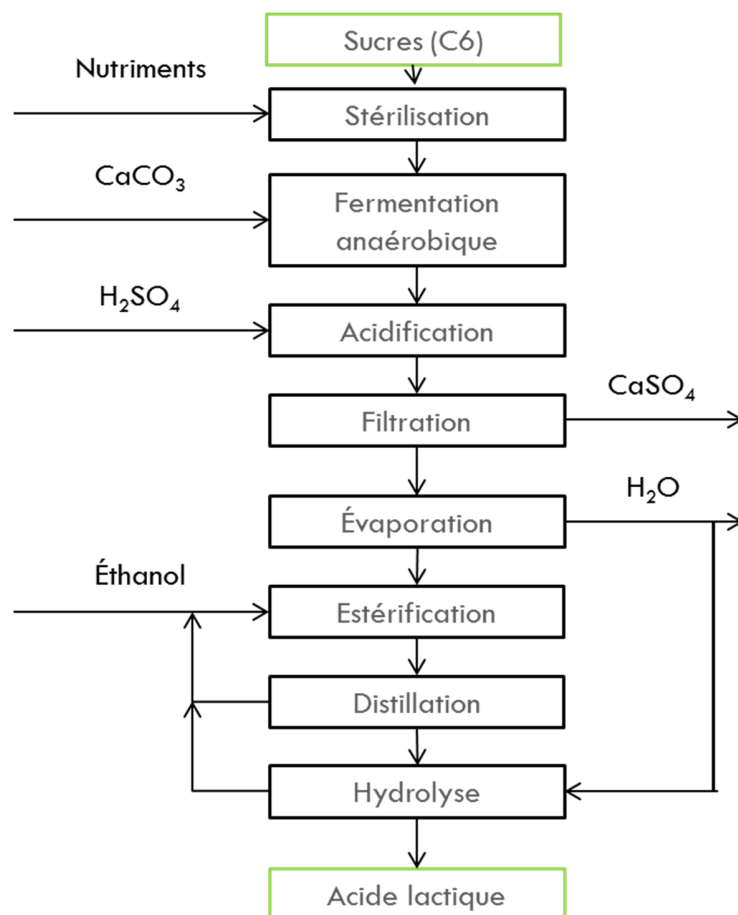 Sucres (C6)
Nutriments
Stérilisation
CaCO₃
Fermentation
anaérobique
H₂SO₄
Acidification
CaSO₄
Filtration
H₂O
Évaporation
Éthanol
Estérification
Distillation
Hydrolyse
Acide lactique